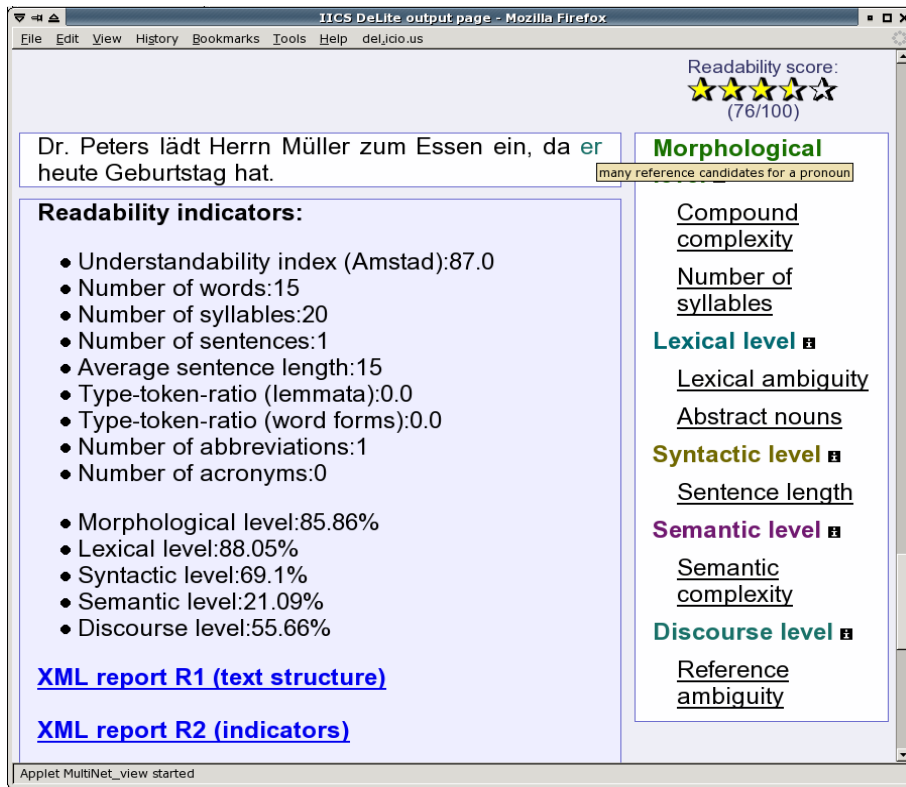 IICS DeLite output page - Mozilla Firefox
File Edit View History Bookmarks Tools Help del.icio.us
Readability score:
(76/100)
Dr. Peters lädt Herrn Müller zum Essen ein, da er
heute Geburtstag hat.
many reference candidates for a pronoun
Readability indicators:
Understandability index (Amstad):87.0
Number of words:15
Number of syllables:20
Number of sentences:1
Average sentence length:15
Type-token-ratio (lemmata):0.0
Type-token-ratio (word forms):0.0
Number of abbreviations:1
Number of acronyms:0
Morphological level:85.86%
Lexical level:88.05%
Syntactic level:69.1%
Semantic level:21.09%
Discourse level:55.66%
XML report R1 (text structure)
XML report R2 (indicators)
Morphological
Compound
complexity
Number of
syllables
Lexical level
Lexical ambiguity
Abstract nouns
Syntactic level
Sentence length
Semantic level
Semantic
complexity
Discourse level
Reference
ambiguity
Applet MultiNet_view started